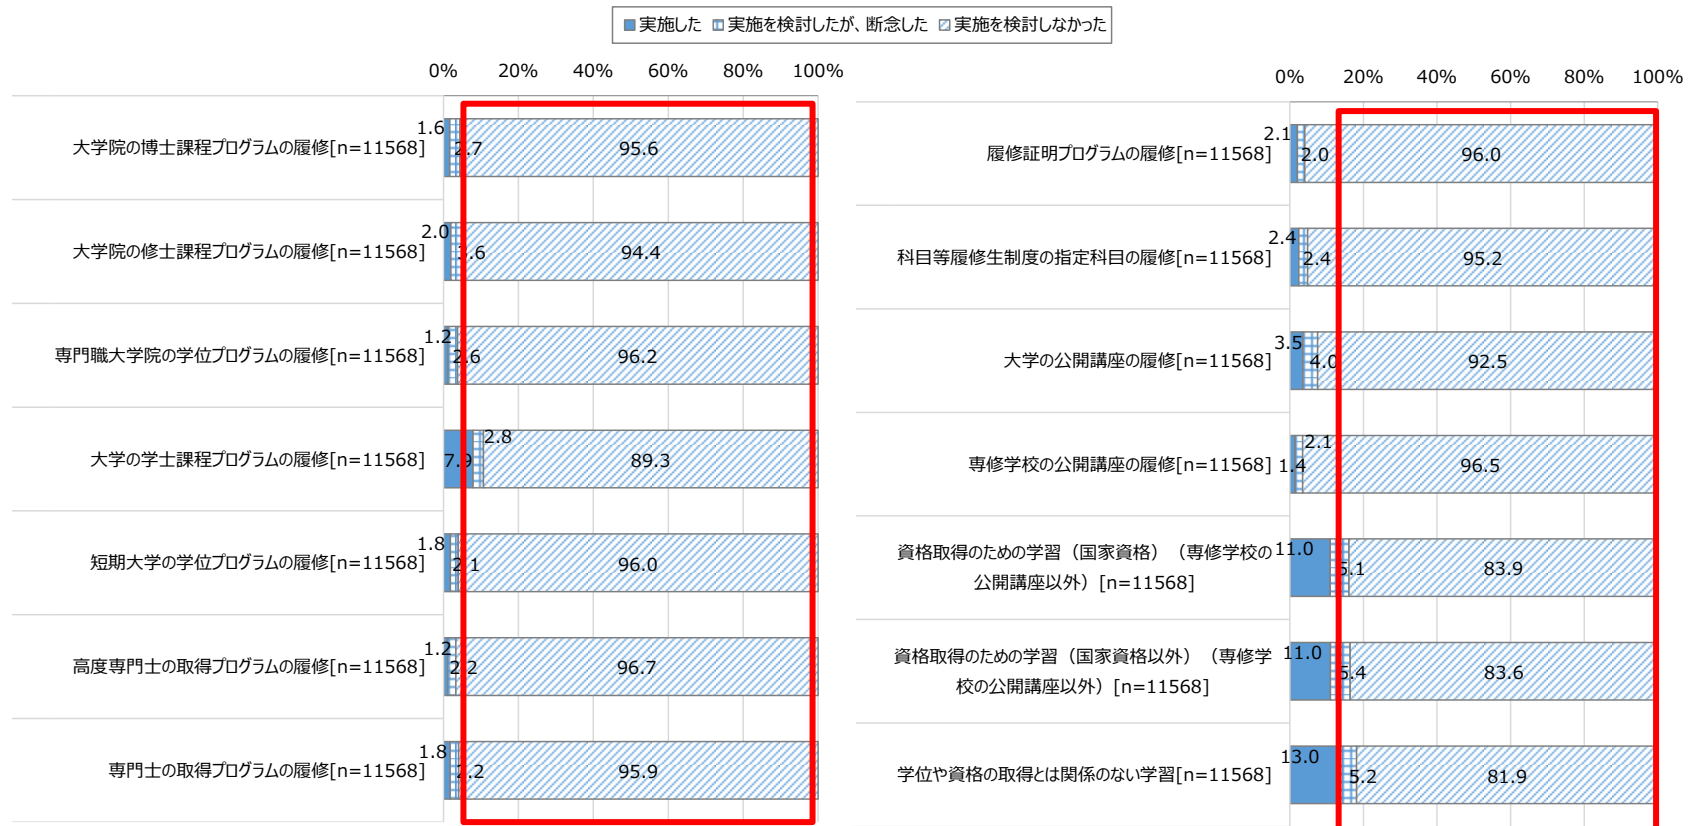 実施した 実施を検討したが、断念した 実施を検討しなかった
0% 20% 40% 60% 80% 100%
大学院の博士課程プログラムの履修[n=11568] 1.6 2.7 95.6
大学院の修士課程プログラムの履修[n=11568] 2.0 3.6 94.4
専門職大学院の学位プログラムの履修[n=11568] 1.2 2.6 96.2
大学の学士課程プログラムの履修[n=11568] 7.9 2.8 89.3
短期大学の学位プログラムの履修[n=11568] 1.8 2.1 96.0
高度専門士の取得プログラムの履修[n=11568] 1.2 2.2 96.7
専門士の取得プログラムの履修[n=11568] 1.8 2.2 95.9
0% 20% 40% 60% 80% 100%
履修証明プログラムの履修[n=11568] 2.1 2.0 96.0
科目等履修生制度の指定科目の履修[n=11568] 2.4 2.4 95.2
大学の公開講座の履修[n=11568] 3.5 4.0 92.5
専修学校の公開講座の履修[n=11568] 1.4 2.1 96.5
資格取得のための学習（国家資格）（専修学校の
公開講座以外）[n=11568] 11.0 5.1 83.9
資格取得のための学習（国家資格以外）（専修学
校の公開講座以外）[n=11568] 11.0 5.4 83.6
学位や資格の取得とは関係のない学習[n=11568] 13.0 5.2 81.9